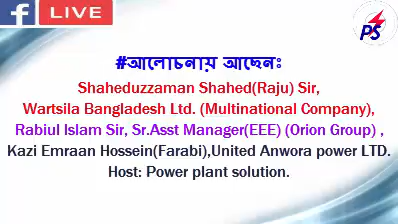 f LIVE
PS
#আলোচনায় আছেনঃ
Shaheduzzaman Shahed(Raju) Sir,
Wartsila Bangladesh Ltd. (Multinational Company),
Rabiul Islam Sir, Sr.Asst Manager(EEE) (Orion Group) ,
Kazi Emraan Hossein(Farabi),United Anwora power LTD.
Host: Power plant solution.